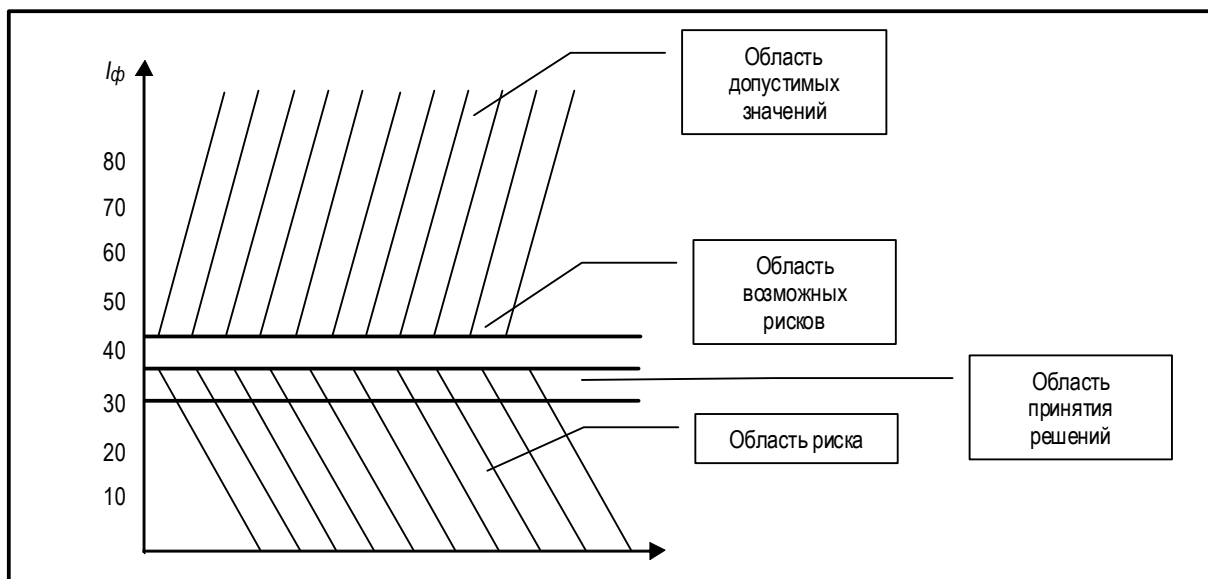 Iф
80
70
60
50
40
30
20
10
Область
допустимых
значений
Область
возможных
рисков
Область
принятия
решений
Область риска